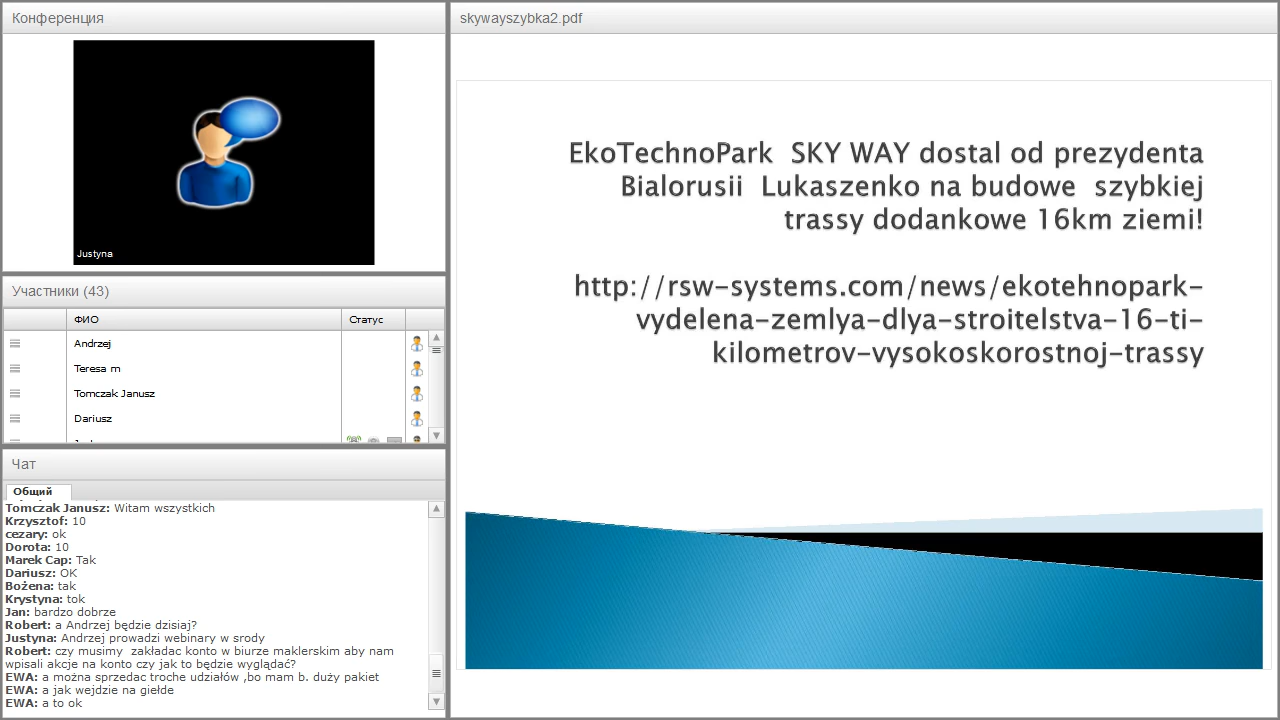 Конференция
Justyna
Участники (43)
ФИО Статус
Andrzej
Teresa m
Tomczak Janusz
Dariusz
Чат
Общий
Tomczak Janusz: Witam wszystkich
Krzysztof: 10
cezary: ok
Dorota: 10
Marek Cap: Tak
Dariusz: OK
Bożena: tak
Krystyna: tok
Jan: bardzo dobrze
Robert: a Andrzej będzie dzisiaj?
Justyna: Andrzej prowadzi webinary w srody
Robert: czy musimy zakładać konto w biurze maklerskim aby nam
wpisali akcje na konto czy jak to będzie wyglądać?
EWA: a można sprzedac troche udziałów ,bo mam b. duży pakiet
EWA: a jak wejdzie na giełde
EWA: a to ok
skywayszybka2.pdf
EkoTechnoPark SKY WAY dostal od prezydenta
Bialorusii Lukaszenko na budowe szybkiej
trassy dodankowe 16km ziemi!
http://rsw-systems.com/news/ekotehnopark-
vydelena-zemlya-dlya-stroitelstva-16-ti-
kilometrov-vysokoskorostnoj-trassy